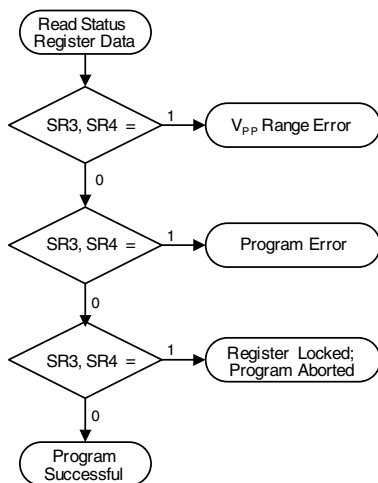 Read Status
Register Data
SR3, SR4 =
1
V_PP Range Error
0
SR3, SR4 =
1
Program Error
0
SR3, SR4 =
1
Register Locked;
Program Aborted
0
Program
Successful